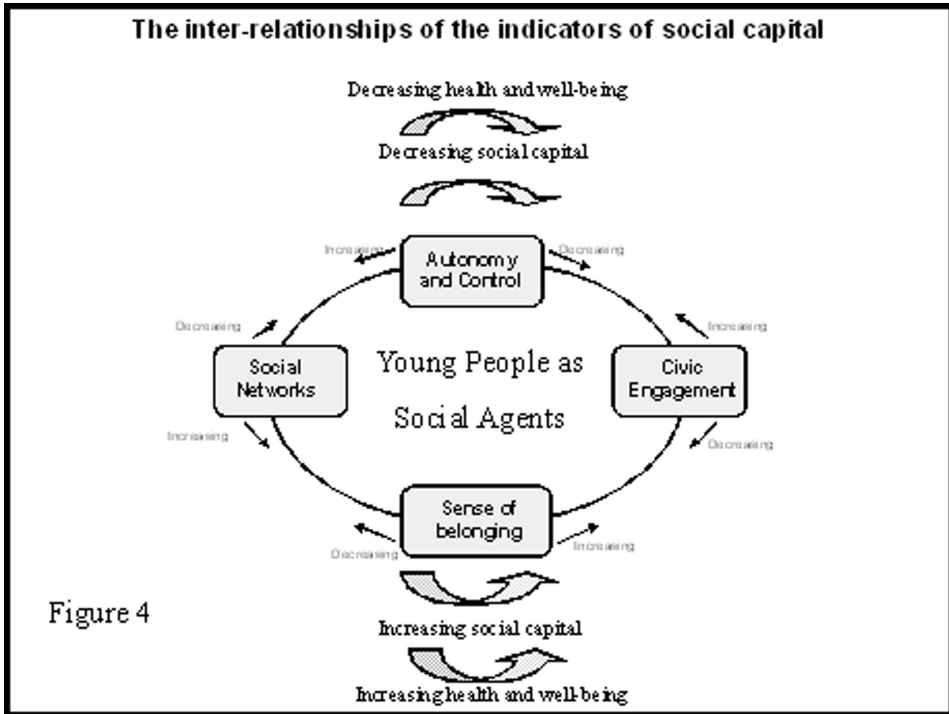 The inter-relationships of the indicators of social capital
Decreasing health and well-being
Decreasing social capital
Increasing
Decreasing
Autonomy
and Control
Decreasing
Increasing
Social
Networks
Young People as
Social Agents
Civic
Engagement
Increasing
Decreasing
Sense of
belonging
Decreasing
Increasing
Figure 4
Increasing social capital
Increasing health and well-being